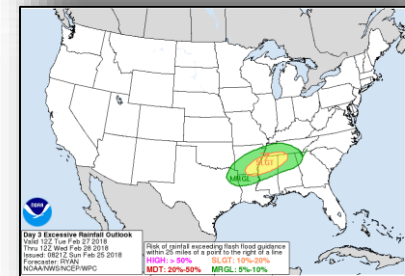 SLGT
MRGL
NOAA
Day 3 Excessive Rainfall Outlook
Valid 12Z Tue Feb 27 2018
Thru 12Z Wed Feb 28 2018
Issued: 0821Z Sun Feb 25 2018
Forecaster: RYAN
NOAA/NWS/NCEP/WPC
Risk of rainfall exceeding flash flood guidance
within 25 miles of a point to the right of a line
HIGH: > 50% SLGT: 10%-20%
MDT: 20%-50% MRGL: 5%-10%